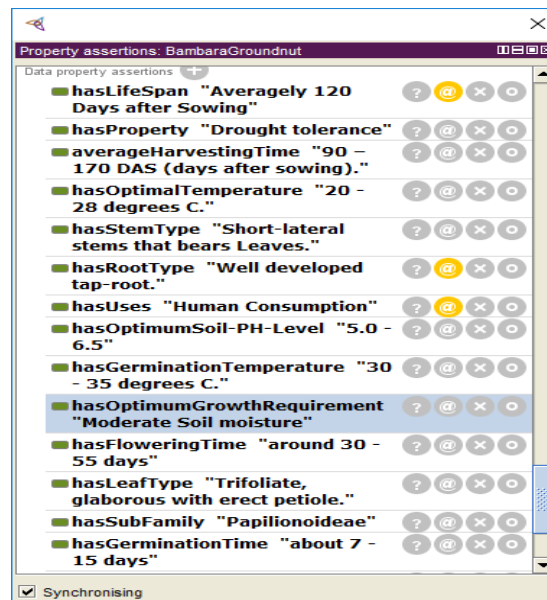 Property assertions: BambaraGroundnut
Data property assertions
hasLifeSpan "Averagely 120
Days after Sowing"
hasProperty "Drought tolerance"
averageHarvestingTime "90 –
170 DAS (days after sowing)."
hasOptimalTemperature "20 -
28 degrees C."
hasStemType "Short-lateral
stems that bears Leaves."
hasRootType "Well developed
tap-root."
hasUses "Human Consumption"
hasOptimumSoil-PH-Level "5.0 -
6.5"
hasGerminationTemperature "30
- 35 degrees C."
hasOptimumGrowthRequirement
"Moderate Soil moisture"
hasFloweringTime "around 30 -
55 days"
hasLeafType "Trifoliate,
glaborous with erect petiole."
hasSubFamily "Papilionoideae"
hasGerminationTime "about 7 -
15 days"
Synchronising